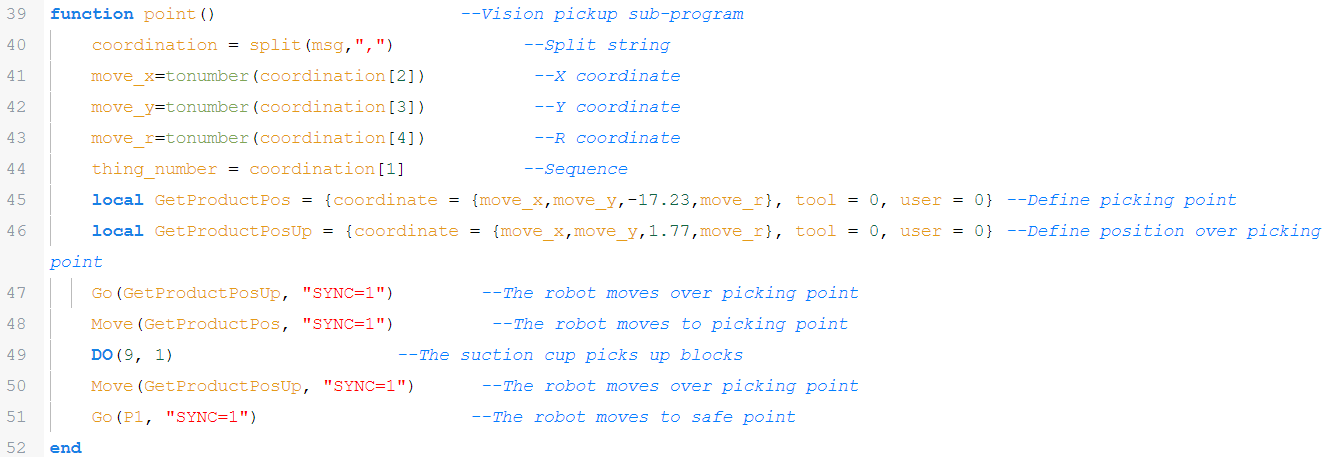 39 function point() --Vision pickup sub-program
40 coordination = split(msg,",") --Split string
41 move_x=tonumber(coordination[2]) --X coordinate
42 move_y=tonumber(coordination[3]) --Y coordinate
43 move_r=tonumber(coordination[4]) --R coordinate
44 thing_number = coordination[1] --Sequence
45 local GetProductPos = {coordinate = {move_x,move_y,-17.23,move_r}, tool = 0, user = 0} --Define picking point
46 local GetProductPosUp = {coordinate = {move_x,move_y,1.77,move_r}, tool = 0, user = 0} --Define position over picking
point
47 Go(GetProductPosUp, "SYNC=1") --The robot moves over picking point
48 Move(GetProductPos, "SYNC=1") --The robot moves to picking point
49 DO(9, 1) --The suction cup picks up blocks
50 Move(GetProductPosUp, "SYNC=1") --The robot moves over picking point
51 Go(P1, "SYNC=1") --The robot moves to safe point
52 end